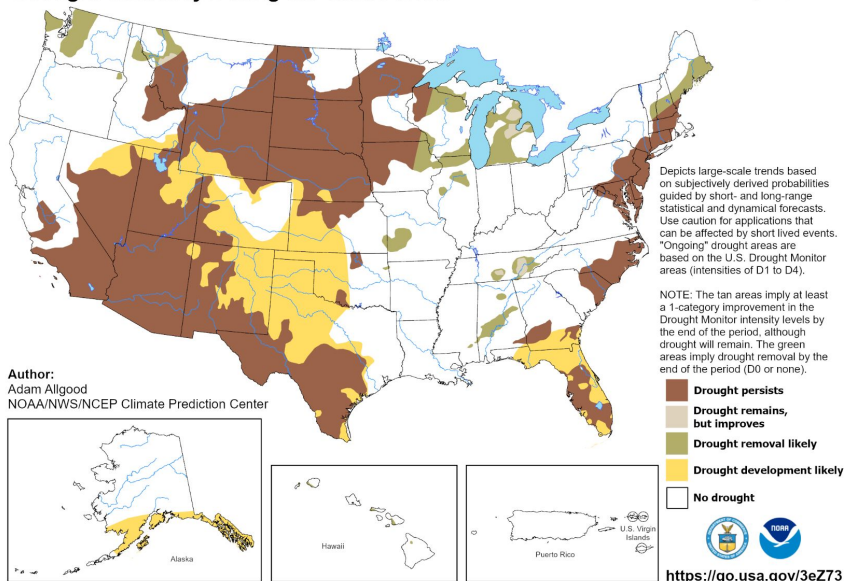 Depicts large-scale trends based
on subjectively derived probabilities
guided by short- and long-range
statistical and dynamical forecasts.
Use caution for applications that
can be affected by short lived events.
"Ongoing" drought areas are
based on the U.S. Drought Monitor
areas (intensities of D1 to D4).
NOTE: The tan areas imply at least
a 1-category improvement in the
Drought Monitor intensity levels by
the end of the period, although
drought will remain. The green
areas imply drought removal by the
end of the period (D0 or none).
Author:
Adam Allgood
NOAA/NWS/NCEP Climate Prediction Center
Drought persists
Drought remains,
but improves
Drought removal likely
Drought development likely
No drought
Alaska
Hawaii
Puerto Rico
U.S. Virgin
Islands
NOAA
https://go.usa.gov/3eZ73